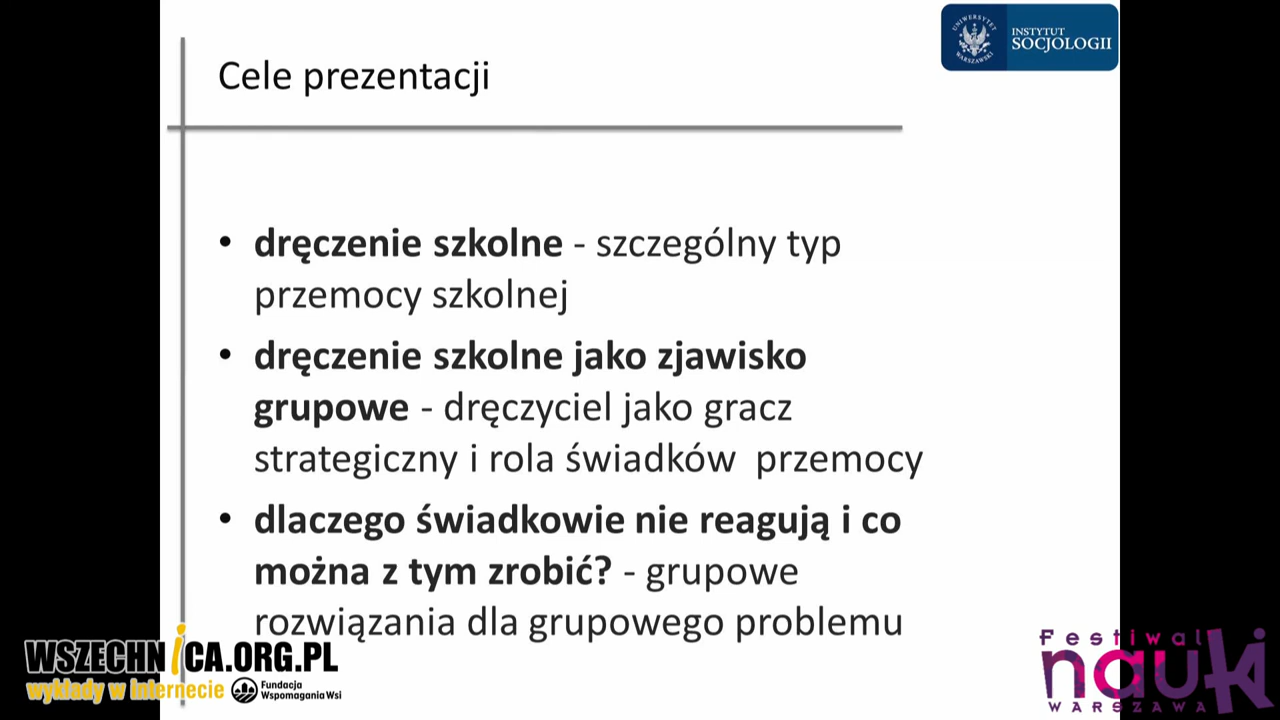 UNIWERSYTET WARSZAWSKI
INSTYTUT
SOCJOLOGII
Cele prezentacji
• dręczenie szkolne - szczególny typ
przemocy szkolnej
• dręczenie szkolne jako zjawisko
grupowe - dręczyciel jako gracz
strategiczny i rola świadków  przemocy
• dlaczego świadkowie nie reagują i co
można z tym zrobić? - grupowe
rozwiązania dla grupowego problemu
WSZECHNiCA.ORG.PL
wykłady w Internecie
Fundacja
Wspomagania Wsi
Festiwal
nauki
WARSZAWA